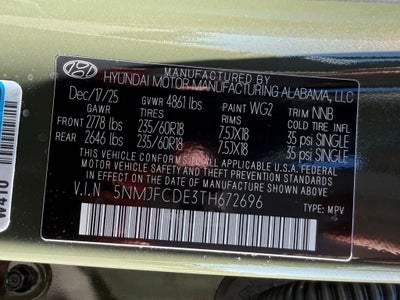 MANUFACTURED BY
HYUNDAI MOTOR MANUFACTURING ALABAMA, LLC
Dec/17/25 GVWR 4861 lbs PAINT WG2 TRIM NNB
GAWR TIRES RIMS COLD TIRE INFL.
FRONT 2778 lbs 235/60R18 7.5JX18 35 psi SINGLE
REAR 2646 lbs 235/60R18 7.5JX18 35 psi SINGLE
THIS VEHICLE CONFORMS TO ALL APPLICABLE U.S.A. FEDERAL
MOTOR VEHICLE SAFETY STANDARDS
IN EFFECT ON THE DATE OF
MANUFACTURE SHOWN ABOVE.
V.I.N 5NMJFCDE3TH672696
TYPE: MPV
W410